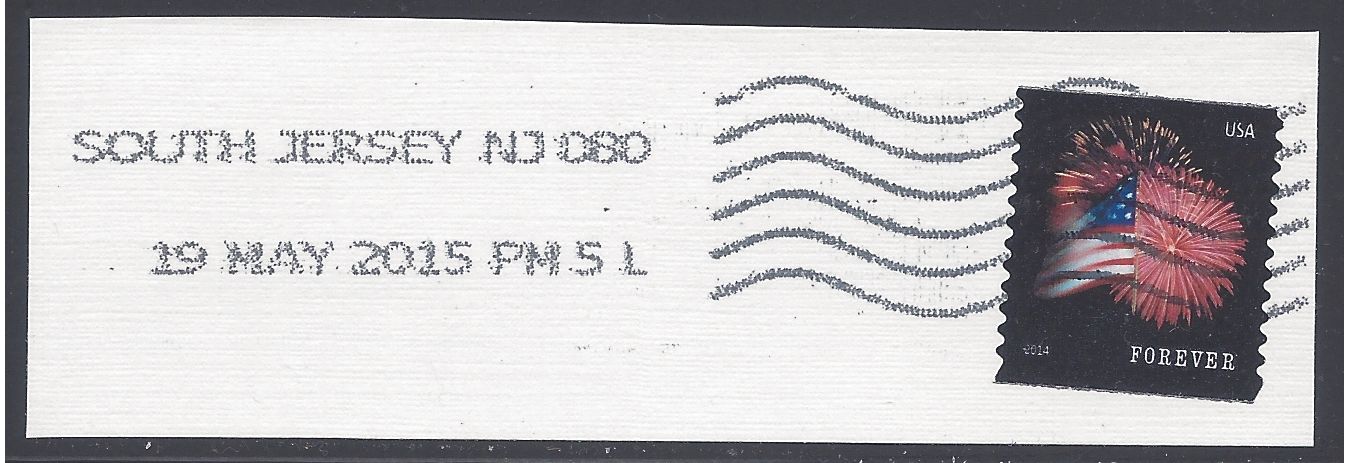 SOUTH JERSEY NJ 080
19 MAY 2015 PM 5 L
USA
2014
FOREVER